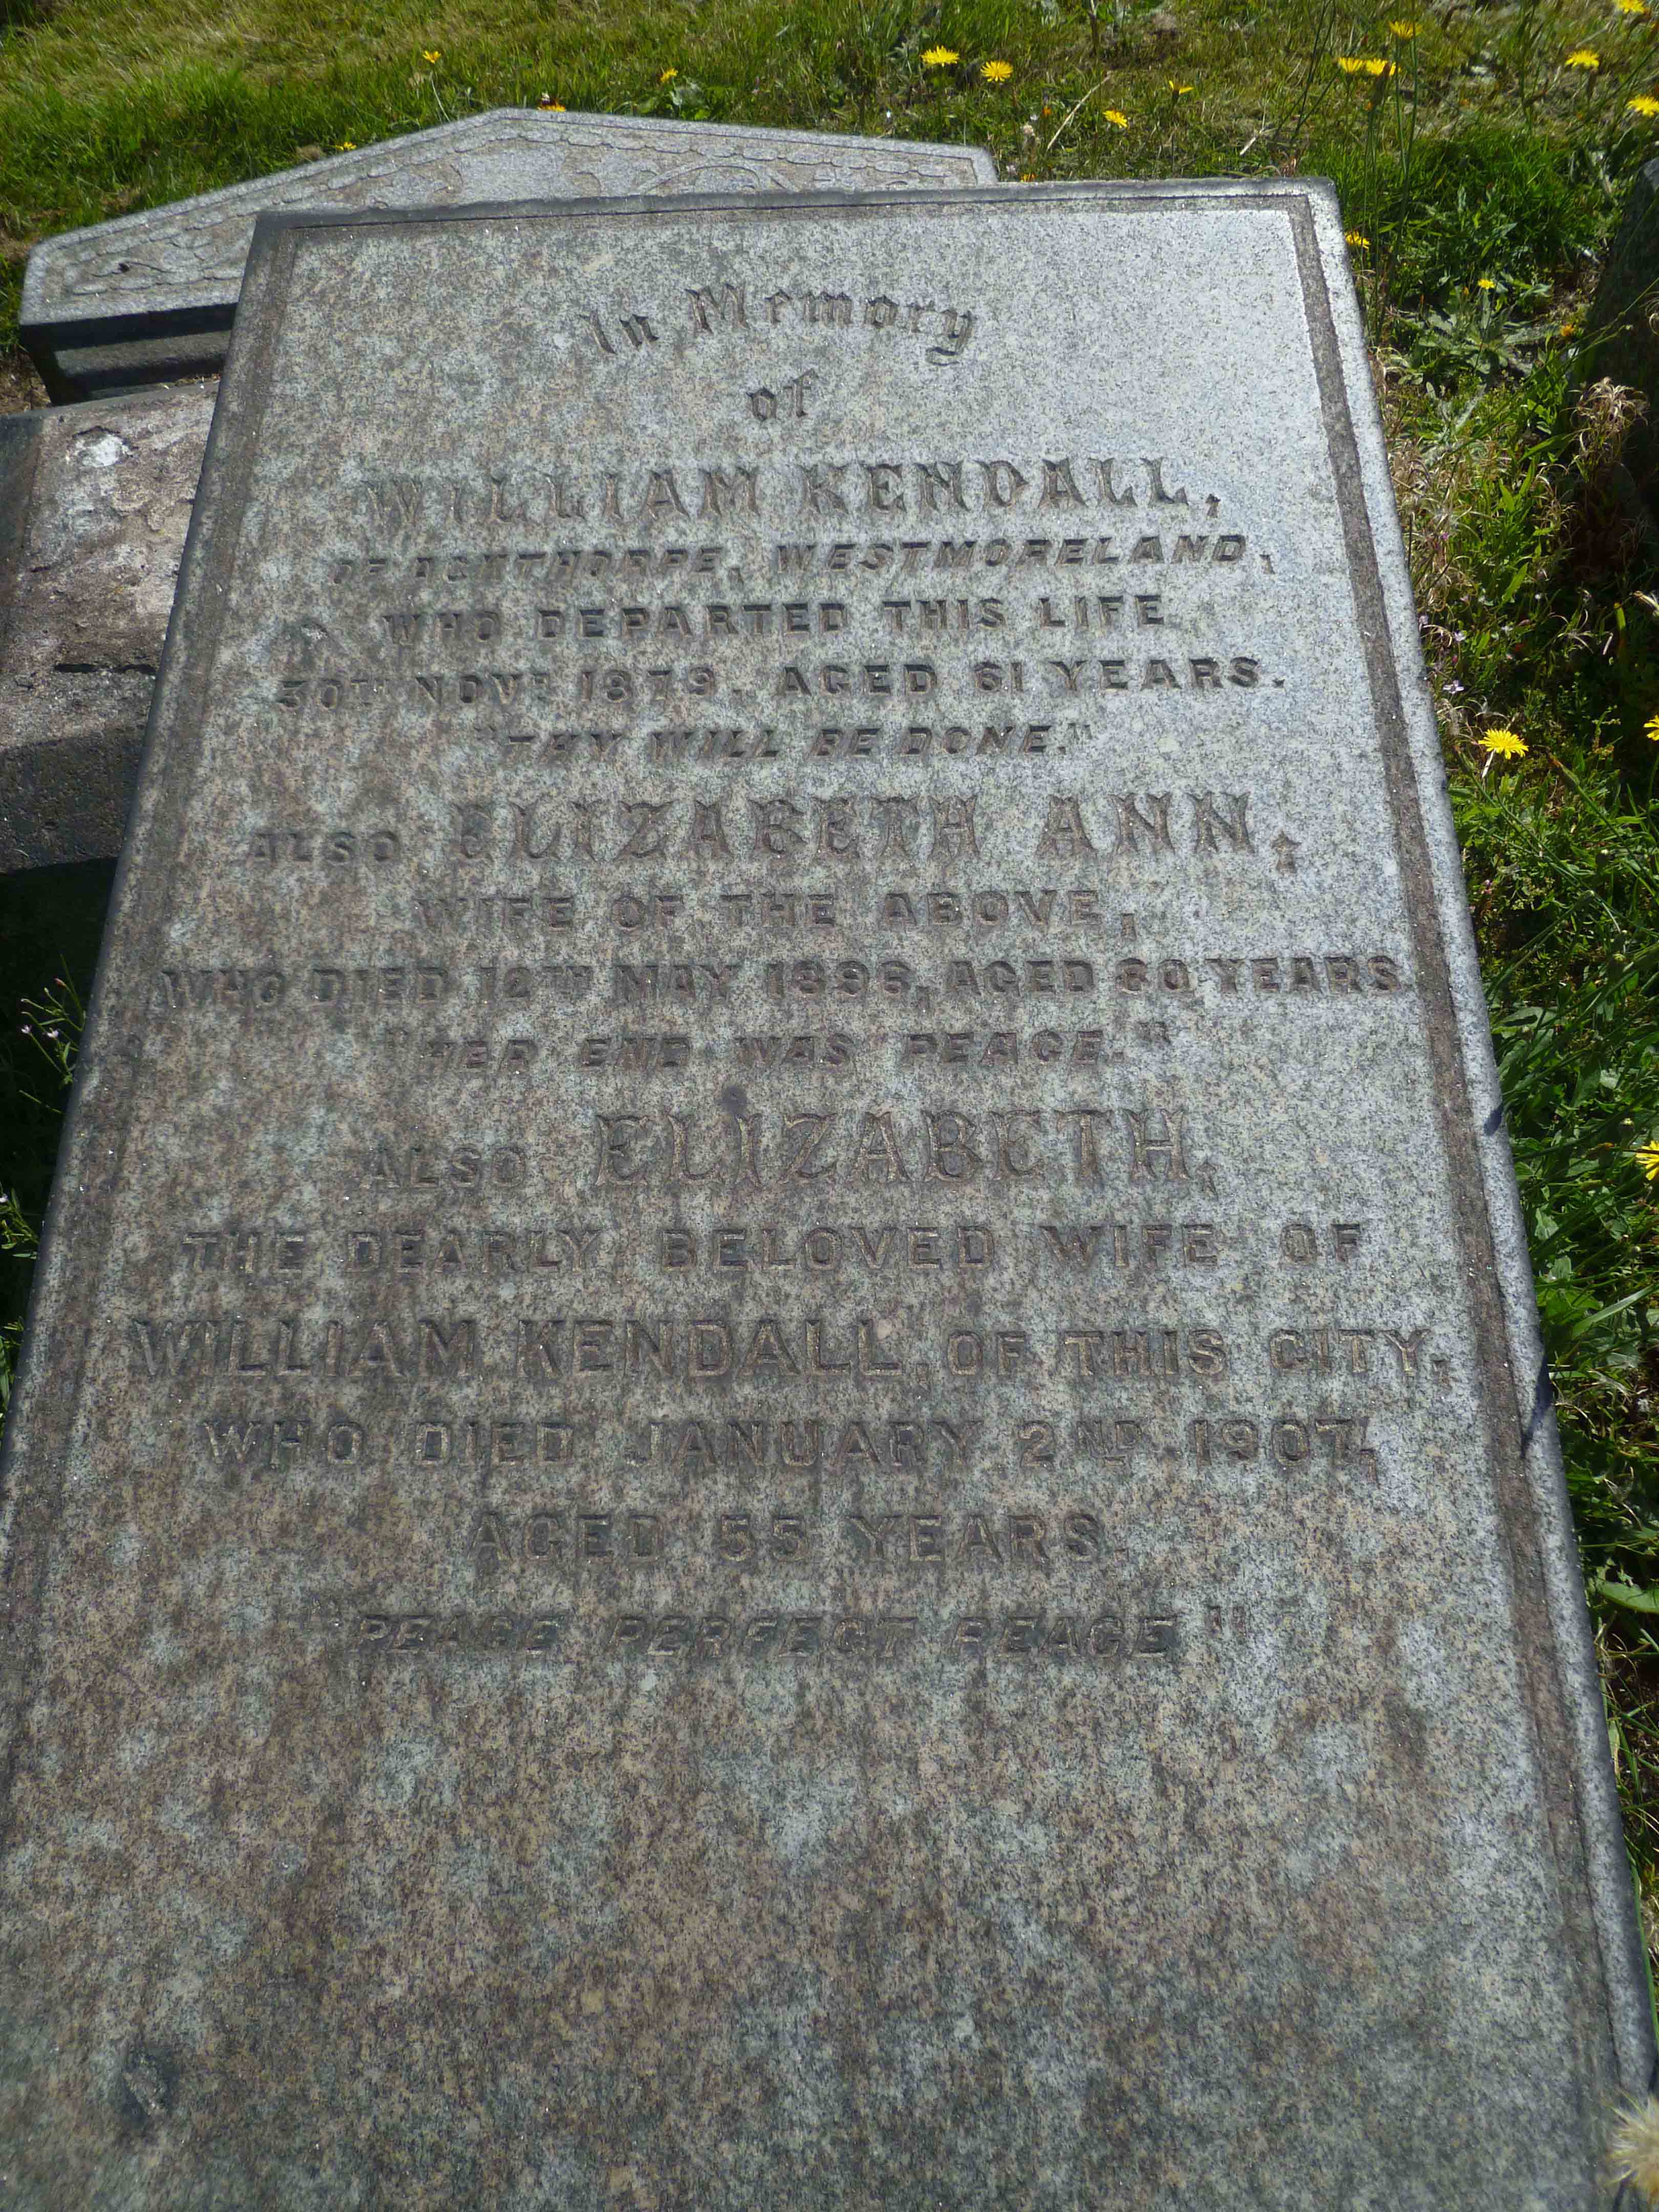 In Memory
of
WILLIAM KENDALL,
OF ACKTHORPE, WESTMORELAND,
WHO DEPARTED THIS LIFE
30TH NOVR 1879, AGED 61 YEARS.
"THY WILL BE DONE."
ALSO ELIZABETH ANN,
WIFE OF THE ABOVE,
WHO DIED 12TH MAY 1896, AGED 80 YEARS
"HER END WAS PEACE."
ALSO ELIZABETH,
THE DEARLY BELOVED WIFE OF
WILLIAM KENDALL, OF THIS CITY,
WHO DIED JANUARY 2ND 1907,
AGED 55 YEARS.
"PEACE PERFECT PEACE"